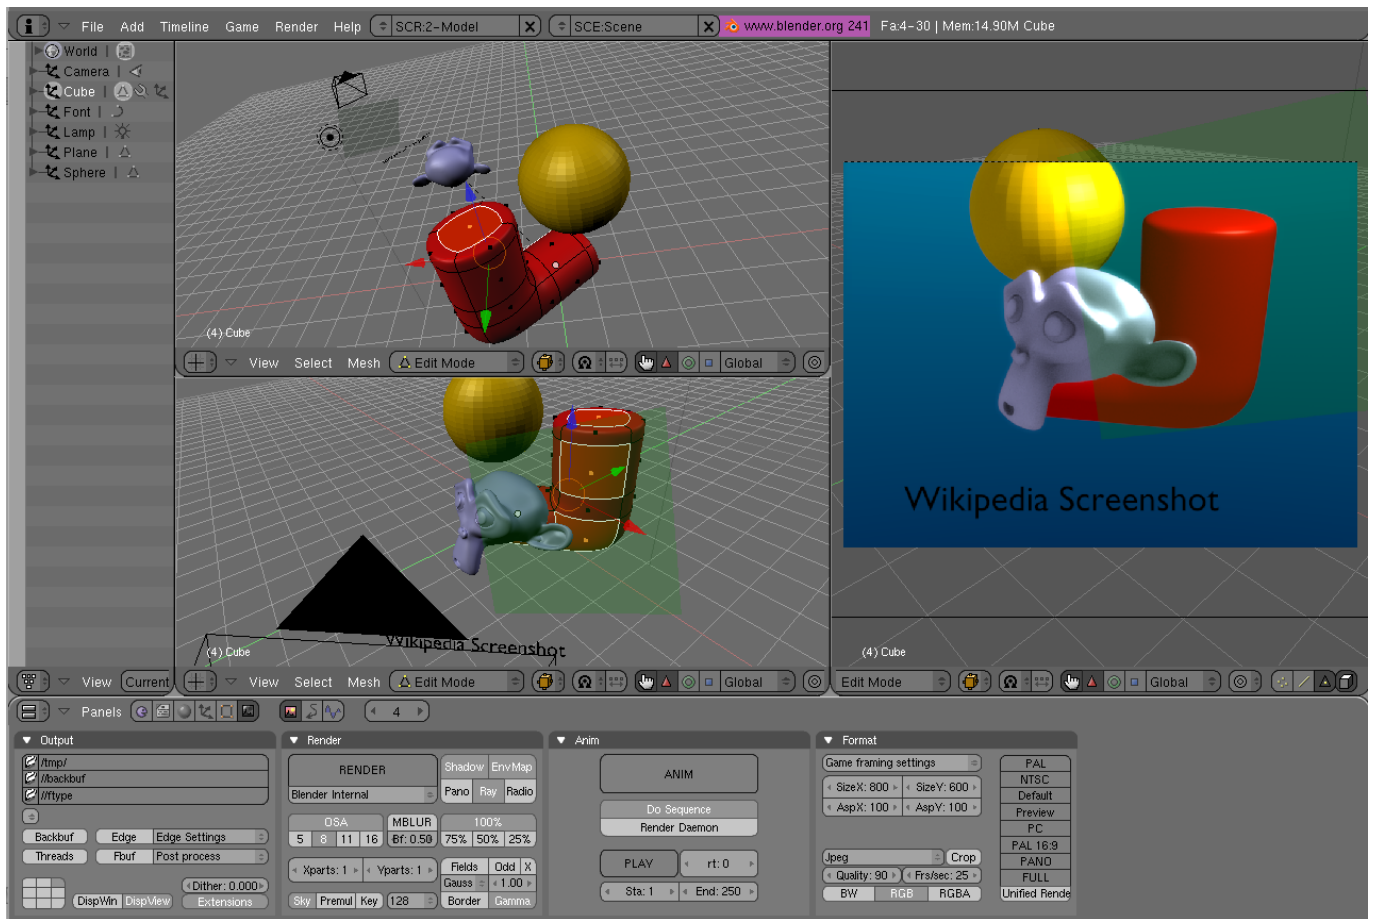 File Add Timeline Game Render Help SCR:2-Model X SCE:Scene X www.blender.org 241 Fa:4-30 | Mem:14.90M Cube
World |
Camera |
Cube |
Font |
Lamp |
Plane |
Sphere |
(4) Cube
View Select Mesh Edit Mode Global
Wikipedia Screenshot
Wikipedia Screenshot
(4) Cube
(4) Cube
View Current View Select Mesh Edit Mode Global Edit Mode Global
Panels 4
Output
/tmp/
//backbuf
//ftype
Backbuf Edge Edge Settings
Threads Fbuf Post process
Dither: 0.000
DispWin DispView Extensions
Render
RENDER
Blender Internal
Shadow EnvMap
Pano Ray Radio
OSA MBLUR 100%
5 8 11 16 Bf: 0.50 75% 50% 25%
Xparts: 1 Yparts: 1 Fields Odd X
Gauss 1.00
Sky Premul Key 128 Border Gamma
Anim
ANIM
Do Sequence
Render Daemon
PLAY rt: 0
Sta: 1 End: 250
Format
Game framing settings
SizeX: 800 SizeY: 600
AspX: 100 AspY: 100
Jpeg Crop
Quality: 90 Frs/sec: 25
BW RGB RGBA
PAL
NTSC
Default
Preview
PC
PAL 16:9
PANO
FULL
Unified Rende